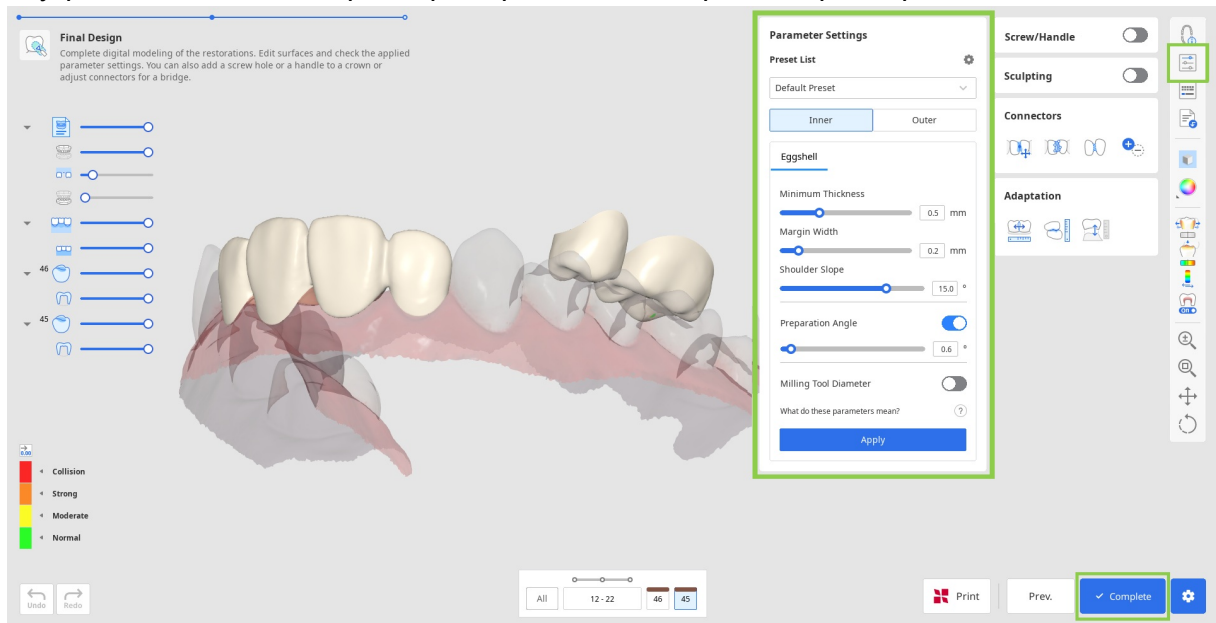 Final Design
Complete digital modeling of the restorations. Edit surfaces and check the applied
parameter settings. You can also add a screw hole or a handle to a crown or
adjust connectors for a bridge.
46
45
0.00
Collision
Strong
Moderate
Normal
Undo
Redo
All
12 - 22
46
45
Parameter Settings
Preset List
Default Preset
Inner
Outer
Eggshell
Minimum Thickness
0.5 mm
Margin Width
0.2 mm
Shoulder Slope
15.0 °
Preparation Angle
0.6 °
Milling Tool Diameter
What do these parameters mean?
?
Apply
Screw/Handle
Sculpting
Connectors
Adaptation
ON
Print
Prev.
Complete